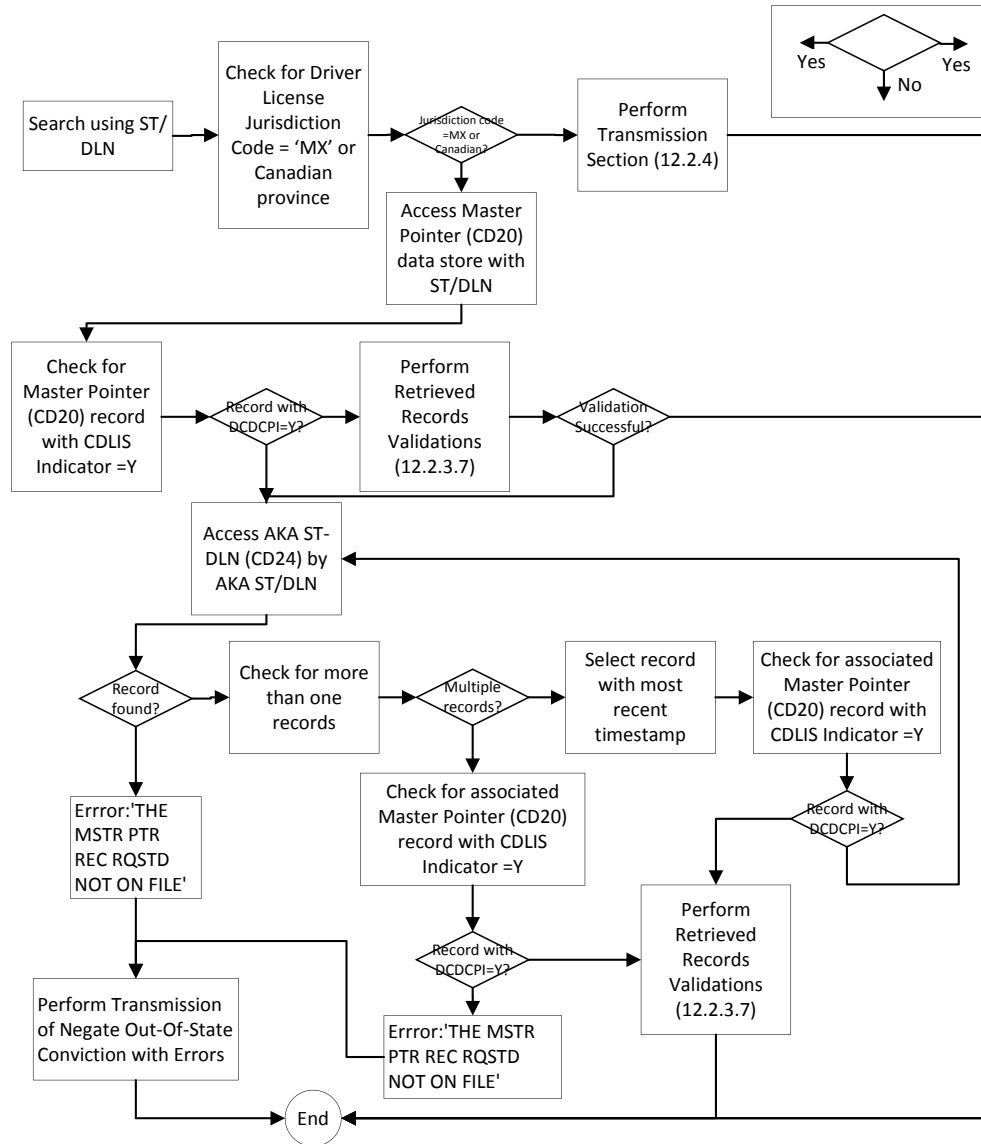 Yes
Yes
No
Search using ST/
DLN
Check for Driver
License
Jurisdiction
Code = ‘MX’ or
Canadian
province
Jurisdiction code
=MX or
Canadian?
Perform
Transmission
Section (12.2.4)
Access Master
Pointer (CD20)
data store with
ST/DLN
Check for
Master Pointer
(CD20) record
with CDLIS
Indicator =Y
Record with
DCDCPI=Y?
Perform
Retrieved
Records
Validations
(12.2.3.7)
Validation
Successful?
Access AKA ST-
DLN (CD24) by
AKA ST/DLN
Record
found?
Check for more
than one
records
Multiple
records?
Select record
with most
recent
timestamp
Check for associated
Master Pointer
(CD20) record with
CDLIS Indicator =Y
Errror:'THE
MSTR PTR
REC RQSTD
NOT ON FILE'
Check for associated
Master Pointer (CD20)
record with CDLIS
Indicator =Y
Record with
DCDCPI=Y?
Record with
DCDCPI=Y?
Perform
Retrieved
Records
Validations
(12.2.3.7)
Perform Transmission
of Negate Out-Of-State
Conviction with Errors
Errror:'THE MSTR
PTR REC RQSTD
NOT ON FILE'
End